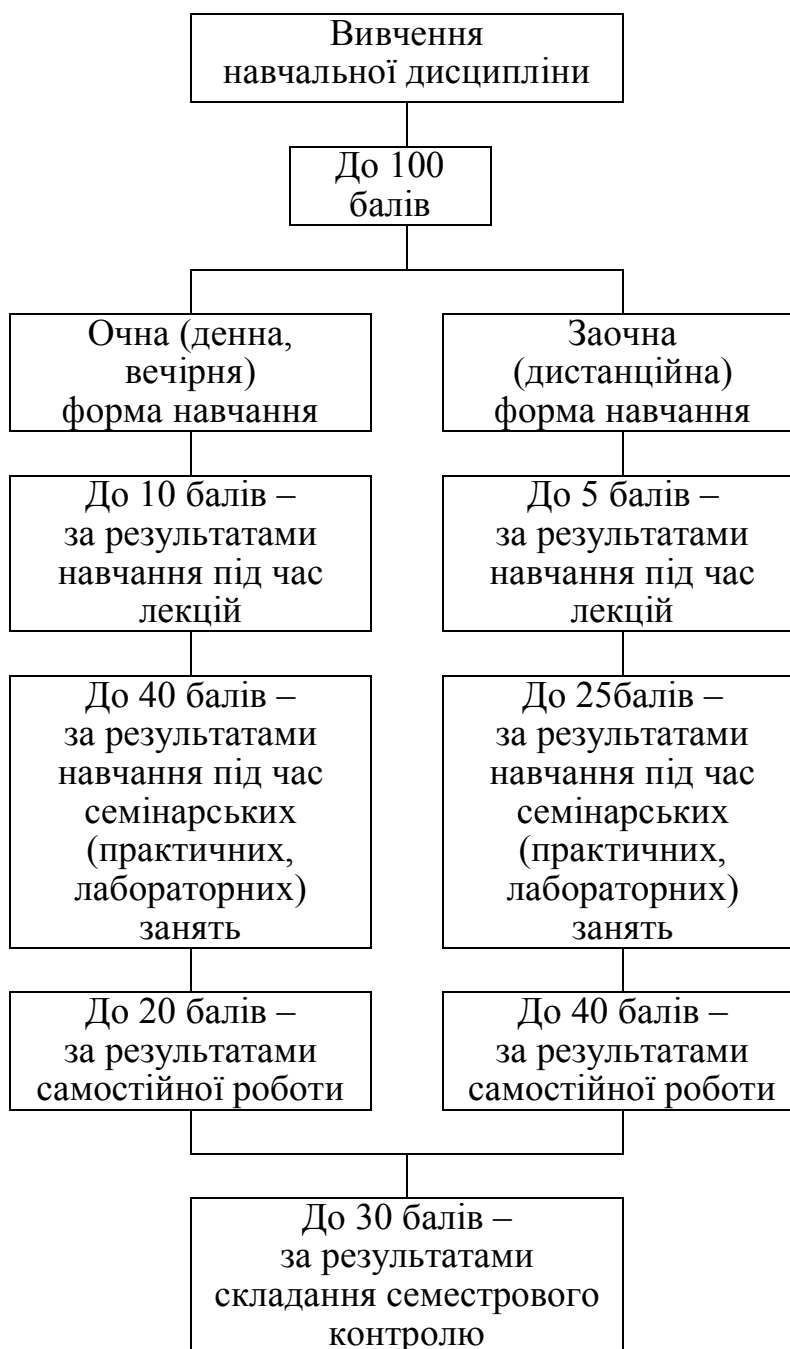 Вивчення
навчальної дисципліни
До 100
балів
Очна (денна,
вечірня)
форма навчання
Заочна
(дистанційна)
форма навчання
До 10 балів –
за результатами
навчання під час
лекцій
До 5 балів –
за результатами
навчання під час
лекцій
До 40 балів –
за результатами
навчання під час
семінарських
(практичних,
лабораторних)
занять
До 25балів –
за результатами
навчання під час
семінарських
(практичних,
лабораторних)
занять
До 20 балів –
за результатами
самостійної роботи
До 40 балів –
за результатами
самостійної роботи
До 30 балів –
за результатами
складання семестрового
контролю